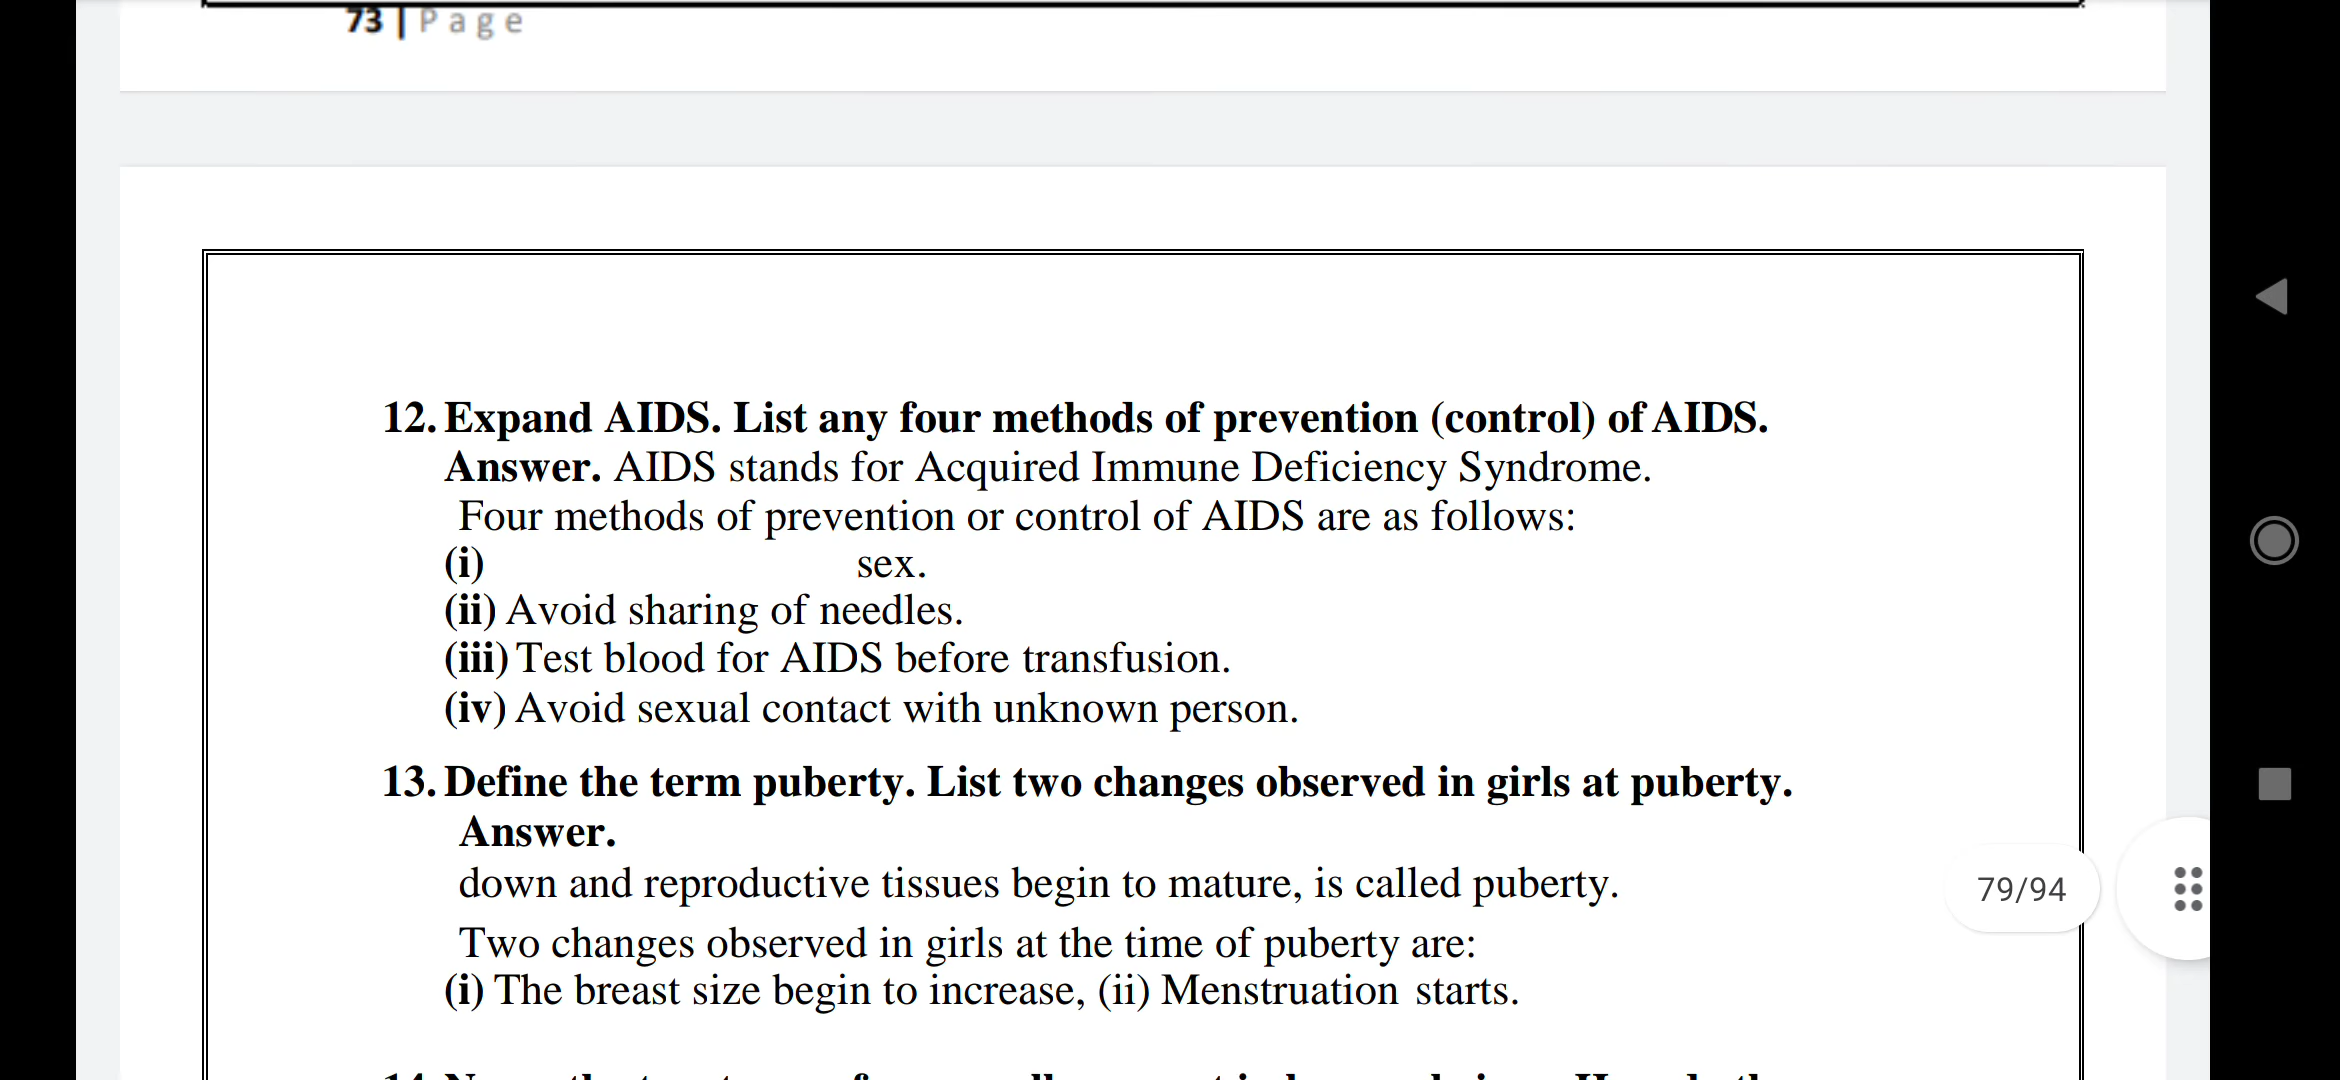 73 | Page
12. Expand AIDS. List any four methods of prevention (control) of AIDS.
Answer. AIDS stands for Acquired Immune Deficiency Syndrome.
Four methods of prevention or control of AIDS are as follows:
(i) sex.
(ii) Avoid sharing of needles.
(iii) Test blood for AIDS before transfusion.
(iv) Avoid sexual contact with unknown person.
13. Define the term puberty. List two changes observed in girls at puberty.
Answer.
down and reproductive tissues begin to mature, is called puberty.
79/94
Two changes observed in girls at the time of puberty are:
(i) The breast size begin to increase, (ii) Menstruation starts.